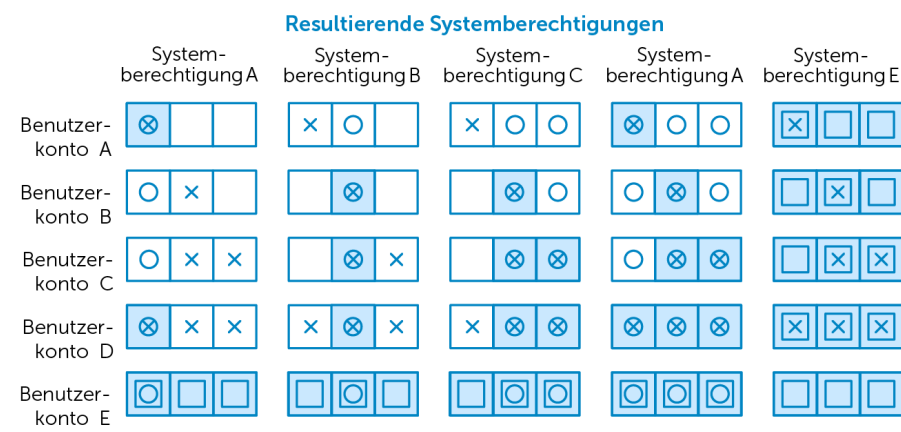 Resultierende Systemberechtigungen
System-
berechtigung A
System-
berechtigung B
System-
berechtigung C
System-
berechtigung A
System-
berechtigung E
Benutzer-
konto A
Benutzer-
konto B
Benutzer-
konto C
Benutzer-
konto D
Benutzer-
konto E